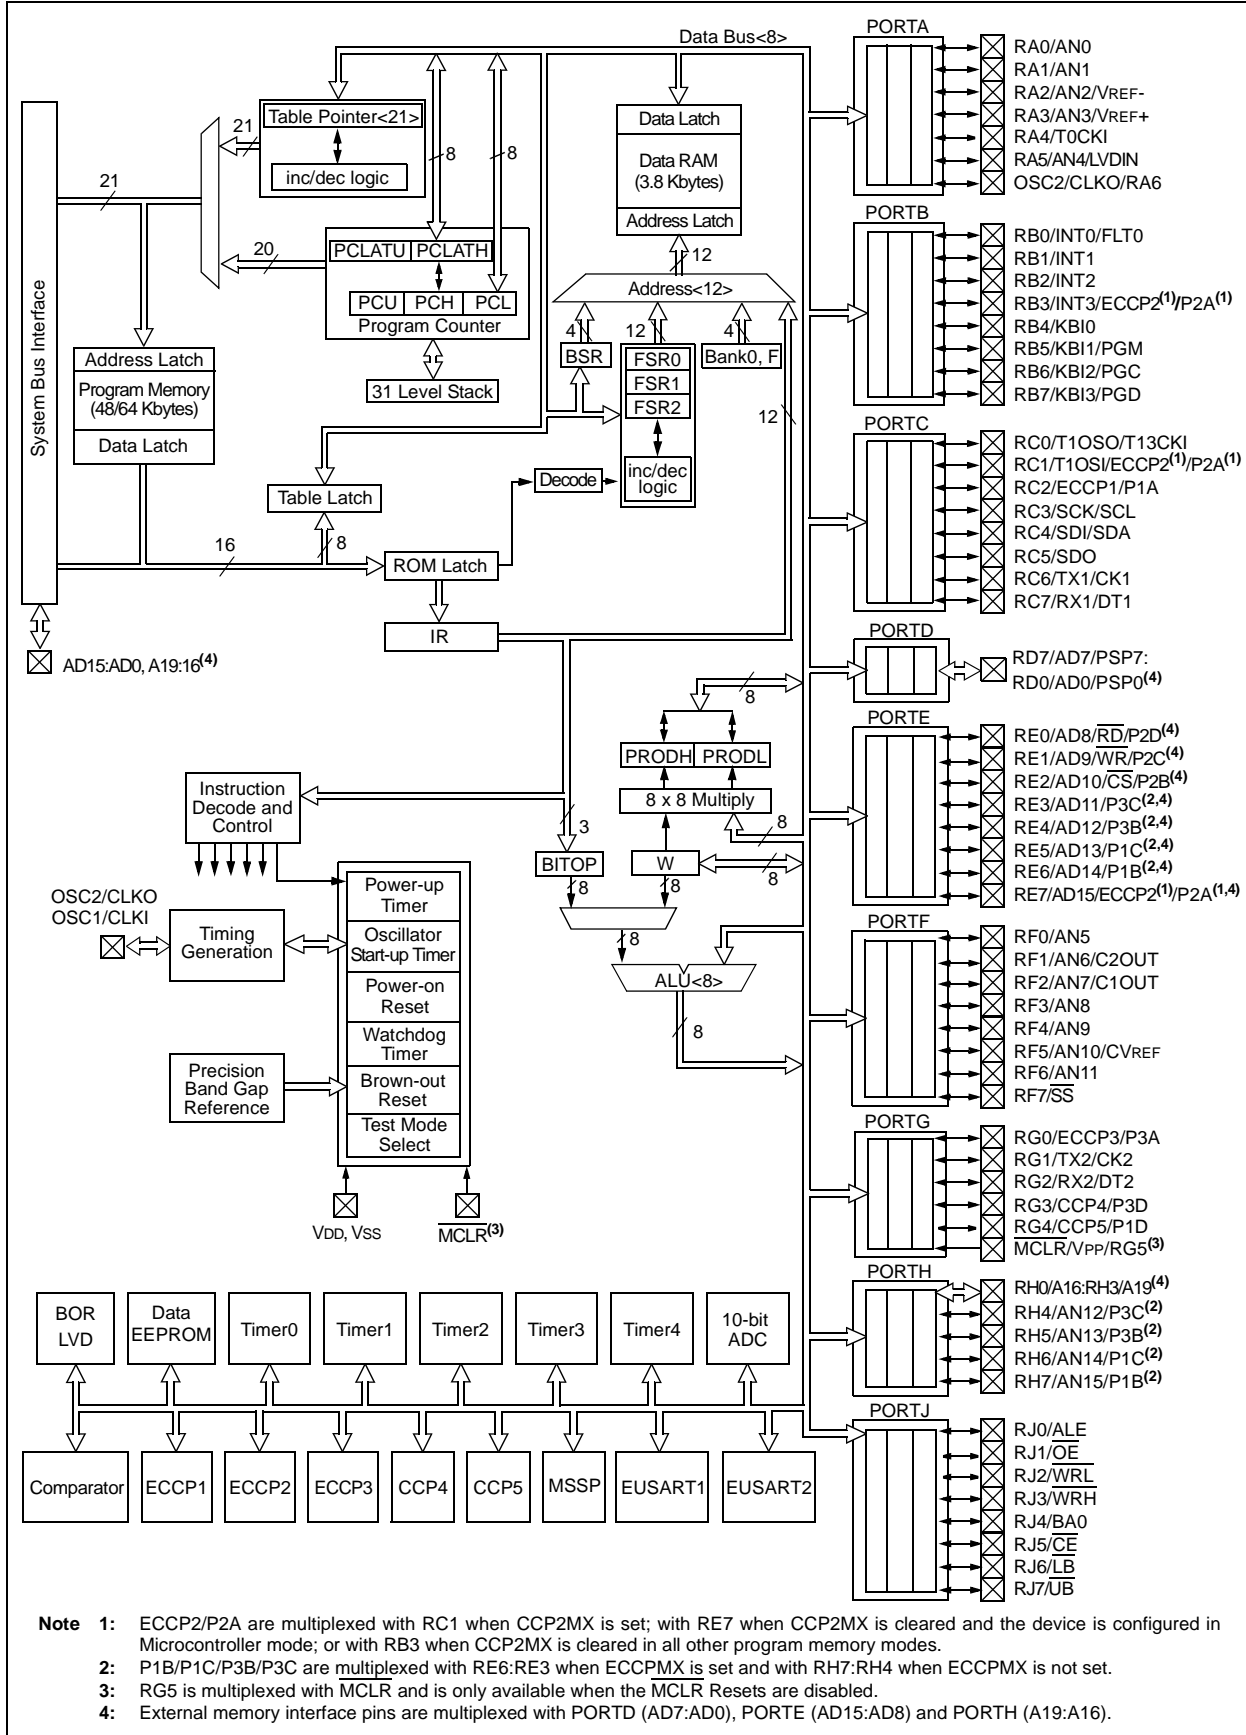 Data Bus<8>
System Bus Interface
21
21
Table Pointer<21>
inc/dec logic
8
8
20
PCLATU PCLATH
PCU PCH PCL
Program Counter
31 Level Stack
Address Latch
Program Memory
(48/64 Kbytes)
Data Latch
16
8
Table Latch
ROM Latch
IR
AD15:AD0, A19:16(4)
Data Latch
Data RAM
(3.8 Kbytes)
Address Latch
12
Address<12>
4
12
4
BSR
FSR0
FSR1
FSR2
inc/dec
logic
Bank0, F
12
Decode
8
PRODH PRODL
8 x 8 Multiply
8
3
BITOP
W
8
8
8
8
ALU<8>
8
Instruction
Decode and
Control
OSC2/CLKO
OSC1/CLKI
Timing
Generation
Precision
Band Gap
Reference
Power-up
Timer
Oscillator
Start-up Timer
Power-on
Reset
Watchdog
Timer
Brown-out
Reset
Test Mode
Select
VDD, VSS
MCLR(3)
BOR
LVD
Data
EEPROM
Timer0
Timer1
Timer2
Timer3
Timer4
10-bit
ADC
Comparator
ECCP1
ECCP2
ECCP3
CCP4
CCP5
MSSP
EUSART1
EUSART2
PORTA
RA0/AN0
RA1/AN1
RA2/AN2/VREF-
RA3/AN3/VREF+
RA4/T0CKI
RA5/AN4/LVDIN
OSC2/CLKO/RA6
PORTB
RB0/INT0/FLT0
RB1/INT1
RB2/INT2
RB3/INT3/ECCP2(1)/P2A(1)
RB4/KBI0
RB5/KBI1/PGM
RB6/KBI2/PGC
RB7/KBI3/PGD
PORTC
RC0/T1OSO/T13CKI
RC1/T1OSI/ECCP2(1)/P2A(1)
RC2/ECCP1/P1A
RC3/SCK/SCL
RC4/SDI/SDA
RC5/SDO
RC6/TX1/CK1
RC7/RX1/DT1
PORTD
RD7/AD7/PSP7:
RD0/AD0/PSP0(4)
PORTE
RE0/AD8/RD/P2D(4)
RE1/AD9/WR/P2C(4)
RE2/AD10/CS/P2B(4)
RE3/AD11/P3C(2,4)
RE4/AD12/P3B(2,4)
RE5/AD13/P1C(2,4)
RE6/AD14/P1B(2,4)
RE7/AD15/ECCP2(1)/P2A(1,4)
PORTF
RF0/AN5
RF1/AN6/C2OUT
RF2/AN7/C1OUT
RF3/AN8
RF4/AN9
RF5/AN10/CVREF
RF6/AN11
RF7/SS
PORTG
RG0/ECCP3/P3A
RG1/TX2/CK2
RG2/RX2/DT2
RG3/CCP4/P3D
RG4/CCP5/P1D
MCLR/VPP/RG5(3)
PORTH
RH0/A16:RH3/A19(4)
RH4/AN12/P3C(2)
RH5/AN13/P3B(2)
RH6/AN14/P1C(2)
RH7/AN15/P1B(2)
PORTJ
RJ0/ALE
RJ1/OE
RJ2/WRL
RJ3/WRH
RJ4/BA0
RJ5/CE
RJ6/LB
RJ7/UB
Note 1: ECCP2/P2A are multiplexed with RC1 when CCP2MX is set; with RE7 when CCP2MX is cleared and the device is configured in
Microcontroller mode; or with RB3 when CCP2MX is cleared in all other program memory modes.
2: P1B/P1C/P3B/P3C are multiplexed with RE6:RE3 when ECCPMX is set and with RH7:RH4 when ECCPMX is not set.
3: RG5 is multiplexed with MCLR and is only available when the MCLR Resets are disabled.
4: External memory interface pins are multiplexed with PORTD (AD7:AD0), PORTE (AD15:AD8) and PORTH (A19:A16).